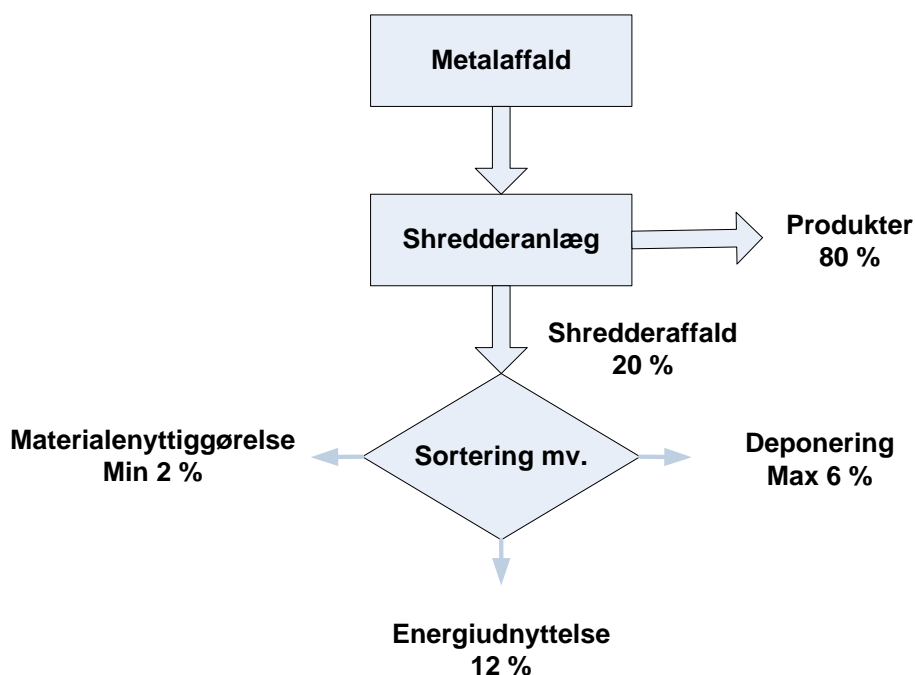 Metalaffald
Shredderanlæg
Produkter
80 %
Shredderaffald
20 %
Materialenyttiggørelse
Min 2 %
Sortering mv.
Deponering
Max 6 %
Energiudnyttelse
12 %